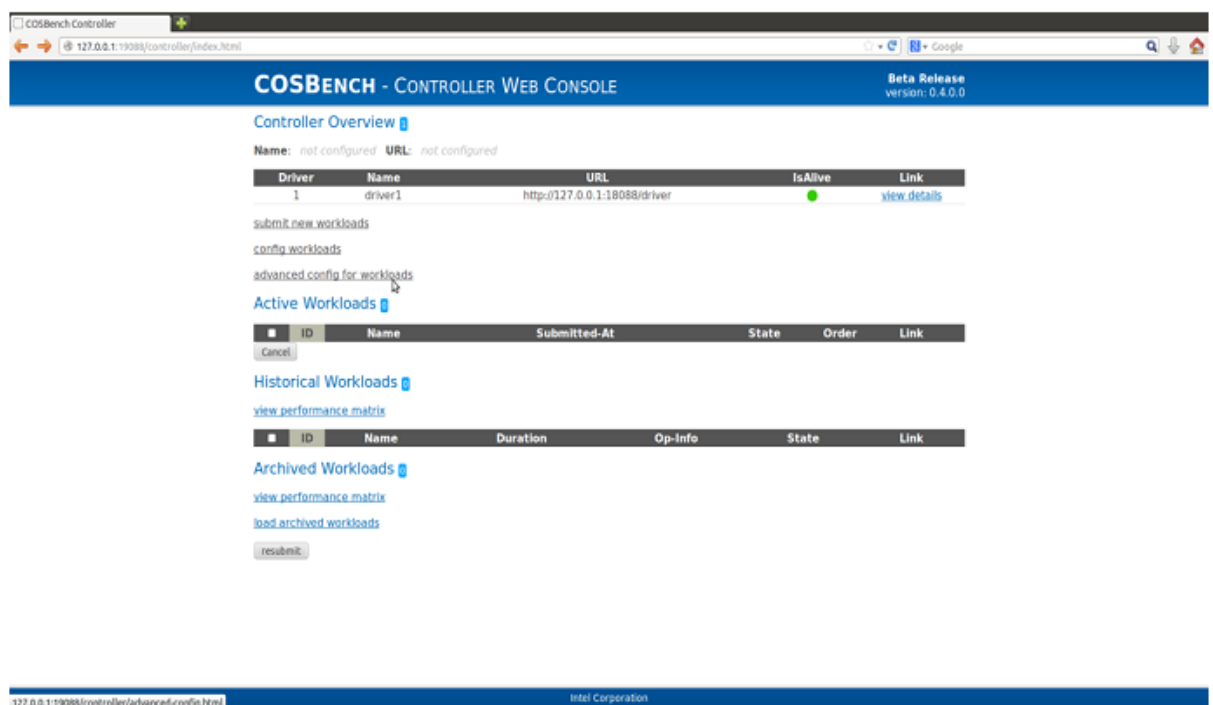 COSBench Controller
127.0.0.1:19088/controller/index.html
Google
COSBENCH - CONTROLLER WEB CONSOLE
Beta Release
version: 0.4.0.0
Controller Overview 1
Name: not configured URL: not configured
Driver Name URL IsAlive Link
1 driver1 http://127.0.0.1:18088/driver view details
submit new workloads
config workloads
advanced config for workloads
Active Workloads 0
ID Name Submitted-At State Order Link
Cancel
Historical Workloads 0
view performance matrix
ID Name Duration Op-Info State Link
Archived Workloads 0
view performance matrix
load archived workloads
resubmit
Intel Corporation
127.0.0.1:19088/controller/advanced-config.html